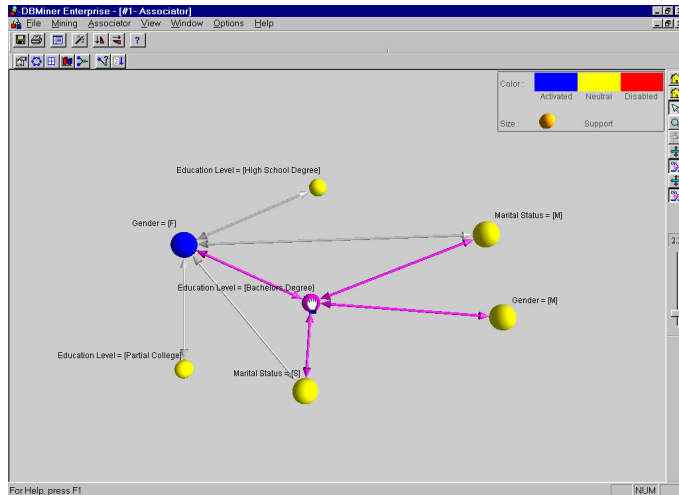 DBMiner Enterprise - [#1- Associator]
File Mining Associator View Window Options Help
Color :
Activated Neutral Disabled
Size : Support
Education Level = [High School Degree]
Marital Status = [M]
Gender = [F]
Education Level = [Bachelors Degree]
Gender = [M]
Education Level = [Partial College]
Marital Status = [S]
For Help, press F1
NUM